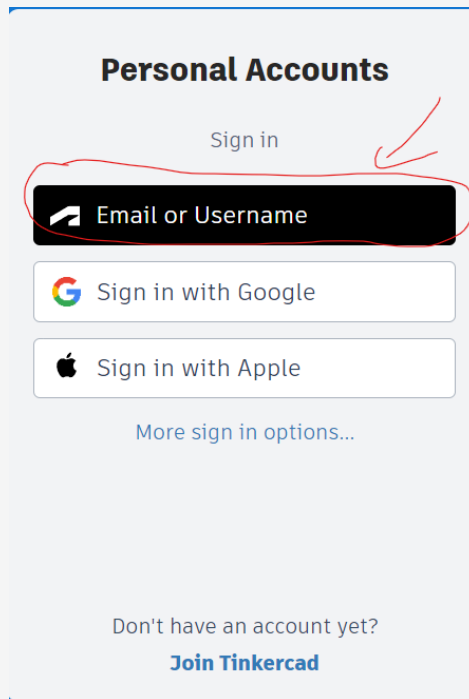 Personal Accounts
Sign in
Email or Username
Sign in with Google
Sign in with Apple
More sign in options...
Don't have an account yet?
Join Tinkercad